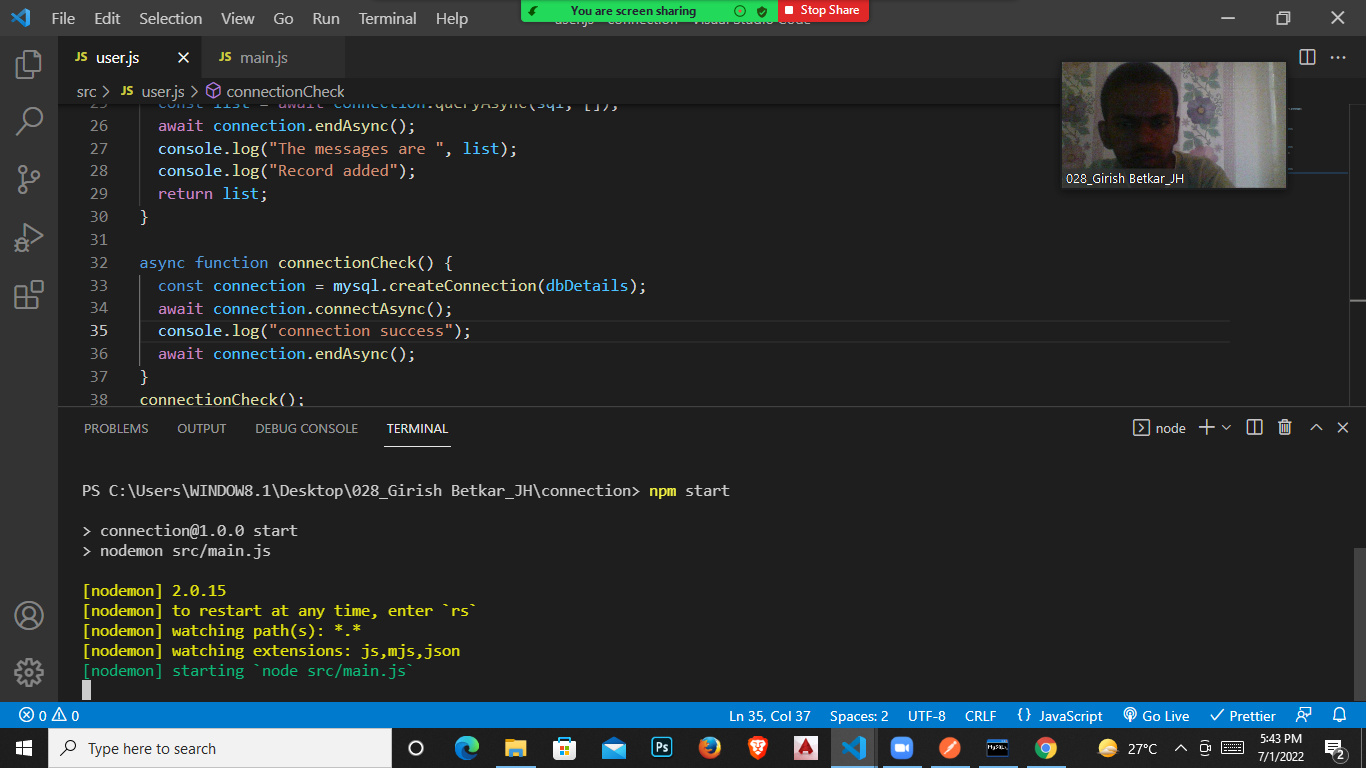 File Edit Selection View Go Run Terminal Help
You are screen sharing
Stop Share
JS user.js
JS main.js
src > JS user.js > connectionCheck
const list = await connection.queryAsync(sql, []);
26 await connection.endAsync();
27 console.log("The messages are ", list);
28 console.log("Record added");
29 return list;
30 }
31
32 async function connectionCheck() {
33 const connection = mysql.createConnection(dbDetails);
34 await connection.connectAsync();
35 console.log("connection success");
36 await connection.endAsync();
37 }
38 connectionCheck();
028_Girish Betkar_JH
PROBLEMS OUTPUT DEBUG CONSOLE TERMINAL
node
PS C:\Users\WINDOW8.1\Desktop\028_Girish Betkar_JH\connection> npm start
> connection@1.0.0 start
> nodemon src/main.js
[nodemon] 2.0.15
[nodemon] to restart at any time, enter `rs`
[nodemon] watching path(s): *.*
[nodemon] watching extensions: js,mjs,json
[nodemon] starting `node src/main.js`
0 0
Ln 35, Col 37 Spaces: 2 UTF-8 CRLF {} JavaScript Go Live Prettier
Type here to search
Ps
MySQL
27°C
5:43 PM
7/1/2022
2